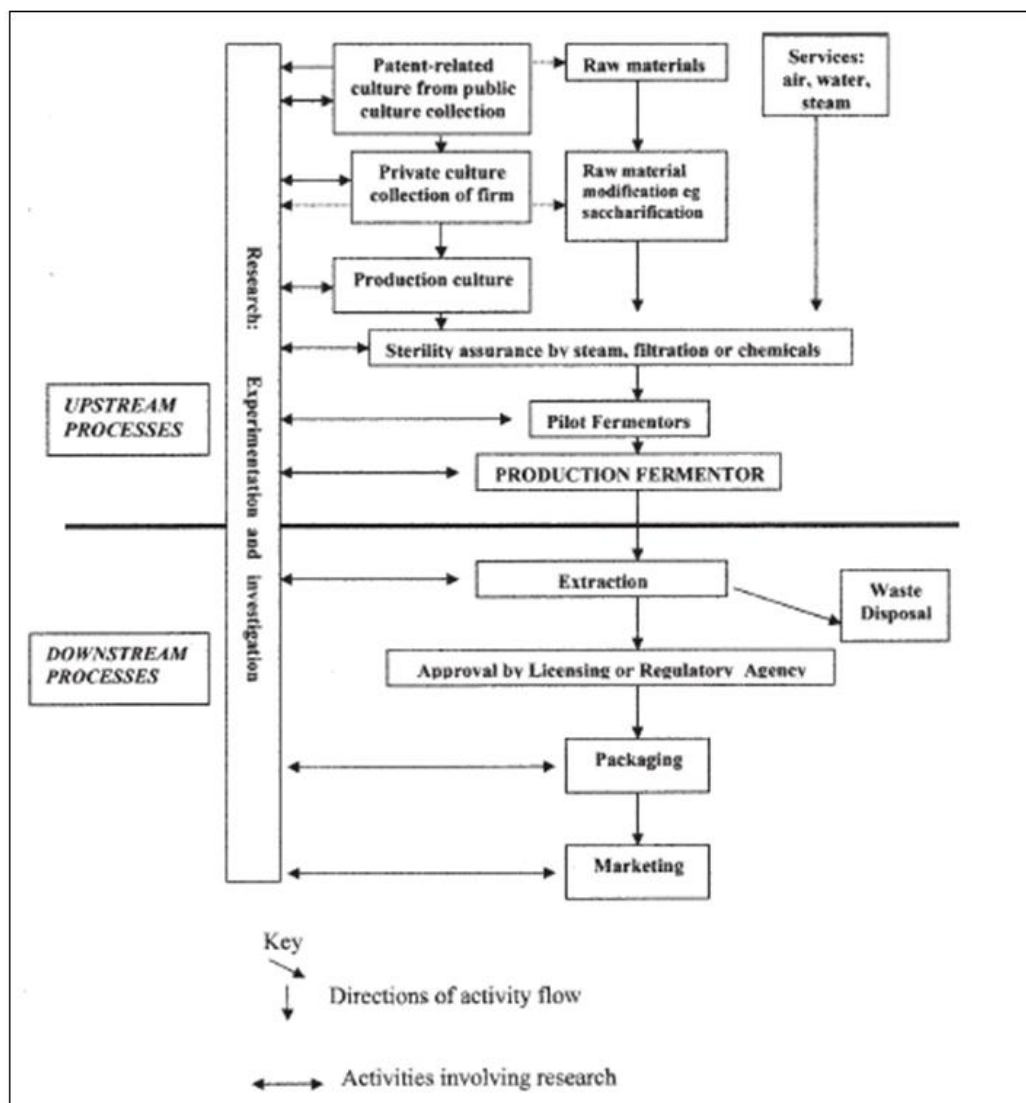 Patent-related
culture from public
culture collection
Raw materials
Services:
air, water,
steam
Private culture
collection of firm
Raw material
modification eg
saccharification
Production culture
Research: Experimentation and investigation
Sterility assurance by steam, filtration or chemicals
UPSTREAM
PROCESSES
Pilot Fermentors
PRODUCTION FERMENTOR
Extraction
Waste
Disposal
DOWNSTREAM
PROCESSES
Approval by Licensing or Regulatory Agency
Packaging
Marketing
Key
Directions of activity flow
Activities involving research